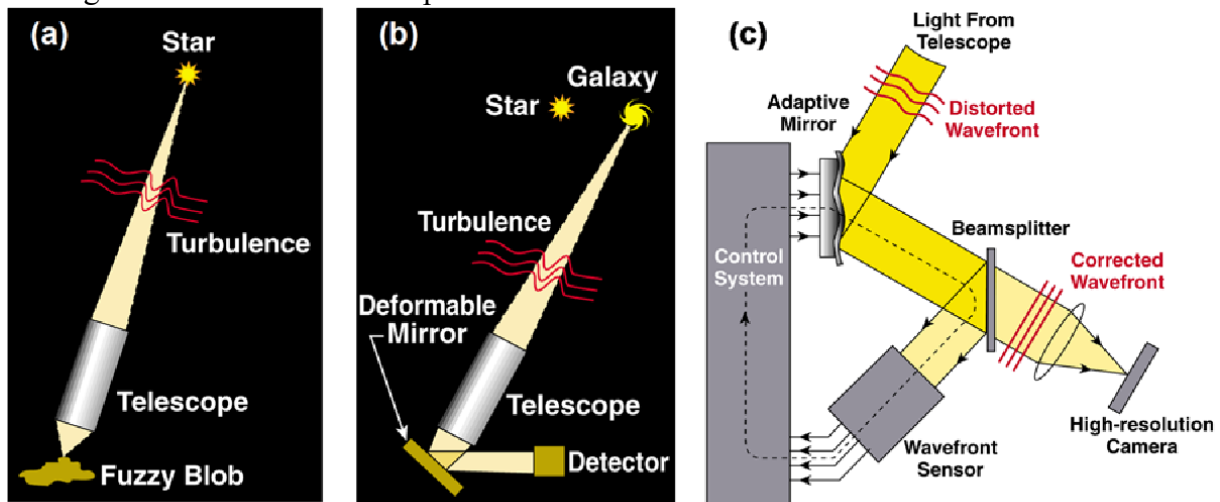 (a)
Star
Turbulence
Telescope
Fuzzy Blob
(b)
Galaxy
Star
Turbulence
Deformable
Mirror
Telescope
Detector
(c)
Light From
Telescope
Adaptive
Mirror
Distorted
Wavefront
Beamsplitter
Control
System
Corrected
Wavefront
Wavefront
Sensor
High-resolution
Camera